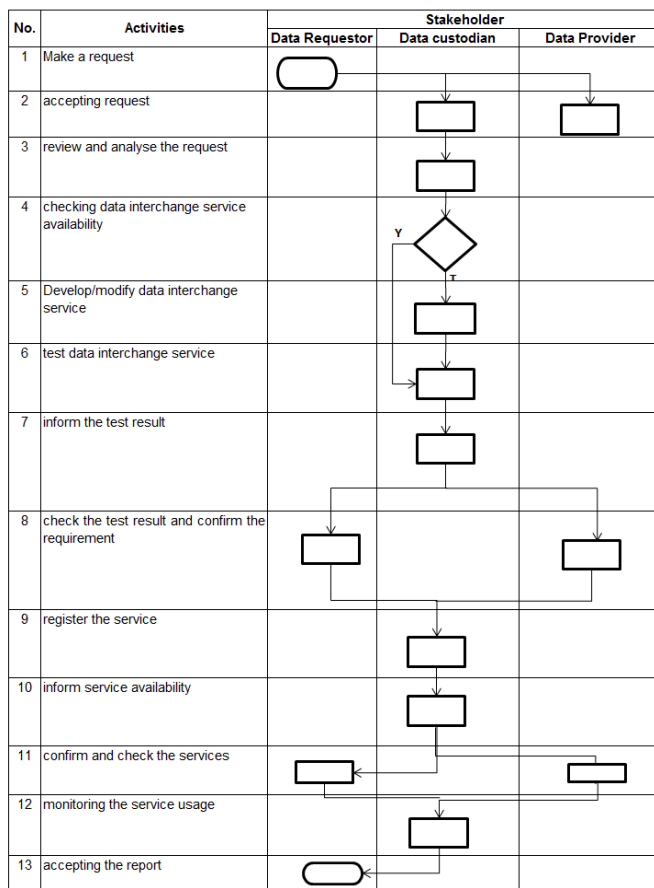 No.
Activities
Stakeholder
Data Requestor
Data custodian
Data Provider
1
Make a request
2
accepting request
3
review and analyse the request
4
checking data interchange service
availability
Y
T
5
Develop/modify data interchange
service
6
test data interchange service
7
inform the test result
8
check the test result and confirm the
requirement
9
register the service
10
inform service availability
11
confirm and check the services
12
monitoring the service usage
13
accepting the report